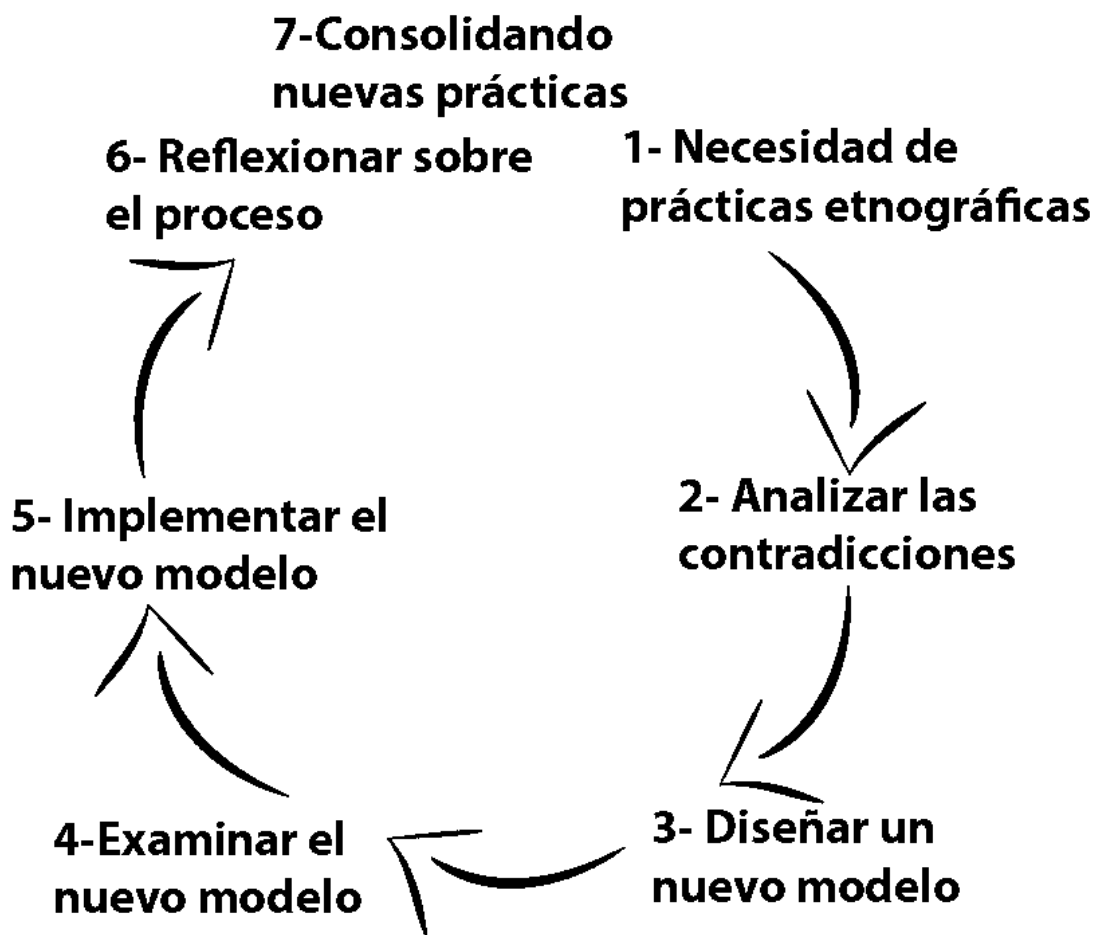 7-Consolidando
nuevas prácticas
1- Necesidad de
prácticas etnográficas
2- Analizar las
contradicciones
3- Diseñar un
nuevo modelo
4-Examinar el
nuevo modelo
5- Implementar el
nuevo modelo
6- Reflexionar sobre
el proceso